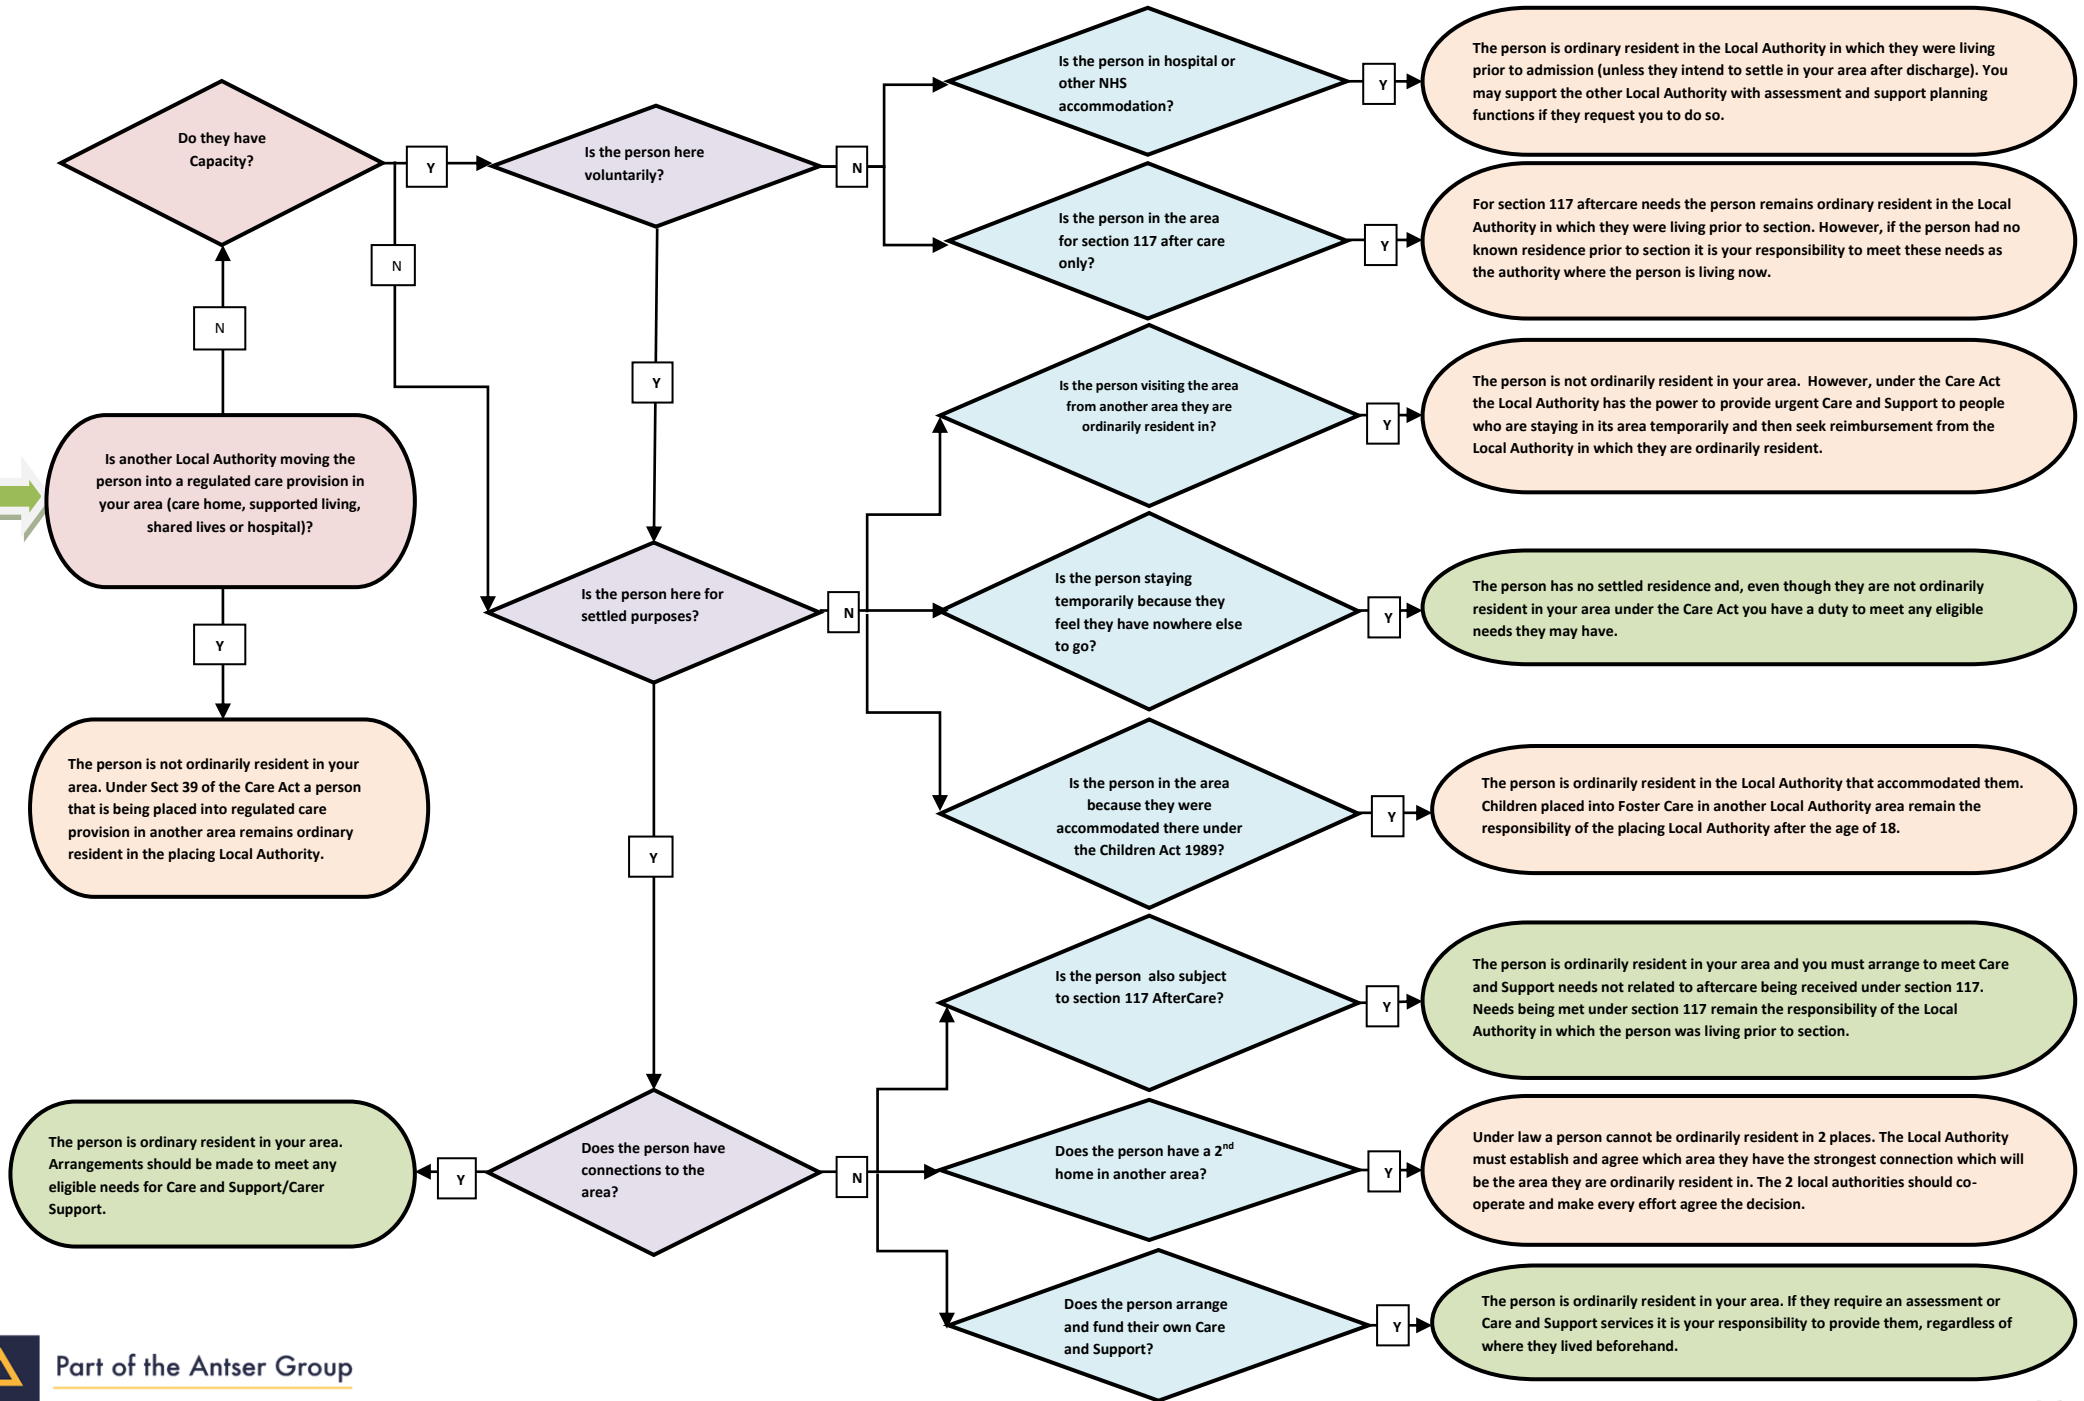 Do they have
Capacity?
Y
N
N
Is another Local Authority moving the
person into a regulated care provision in
your area (care home, supported living,
shared lives or hospital)?
Y
The person is not ordinarily resident in your
area. Under Sect 39 of the Care Act a person
that is being placed into regulated care
provision in another area remains ordinary
resident in the placing Local Authority.
Is the person here
voluntarily?
N
Y
Is the person in hospital or
other NHS
accommodation?
Y
The person is ordinary resident in the Local Authority in which they were living
prior to admission (unless they intend to settle in your area after discharge). You
may support the other Local Authority with assessment and support planning
functions if they request you to do so.
Is the person in the area
for section 117 after care
only?
Y
For section 117 aftercare needs the person remains ordinary resident in the Local
Authority in which they were living prior to section. However, if the person had no
known residence prior to section it is your responsibility to meet these needs as
the authority where the person is living now.
Is the person here for
settled purposes?
N
Y
Is the person visiting the area
from another area they are
ordinarily resident in?
Y
The person is not ordinarily resident in your area.  However, under the Care Act
the Local Authority has the power to provide urgent Care and Support to people
who are staying in its area temporarily and then seek reimbursement from the
Local Authority in which they are ordinarily resident.
Is the person staying
temporarily because they
feel they have nowhere else
to go?
Y
The person has no settled residence and, even though they are not ordinarily
resident in your area under the Care Act you have a duty to meet any eligible
needs they may have.
Is the person in the area
because they were
accommodated there under
the Children Act 1989?
Y
The person is ordinarily resident in the Local Authority that accommodated them.
Children placed into Foster Care in another Local Authority area remain the
responsibility of the placing Local Authority after the age of 18.
Does the person have
connections to the
area?
Y
The person is ordinary resident in your area.
Arrangements should be made to meet any
eligible needs for Care and Support/Carer
Support.
N
Is the person  also subject
to section 117 AfterCare?
Y
The person is ordinarily resident in your area and you must arrange to meet Care
and Support needs not related to aftercare being received under section 117.
Needs being met under section 117 remain the responsibility of the Local
Authority in which the person was living prior to section.
Does the person have a 2nd
home in another area?
Y
Under law a person cannot be ordinarily resident in 2 places. The Local Authority
must establish and agree which area they have the strongest connection which will
be the area they are ordinarily resident in. The 2 local authorities should co-
operate and make every effort agree the decision.
Does the person arrange
and fund their own Care
and Support?
Y
The person is ordinarily resident in your area. If they require an assessment or
Care and Support services it is your responsibility to provide them, regardless of
where they lived beforehand.
Part of the Antser Group